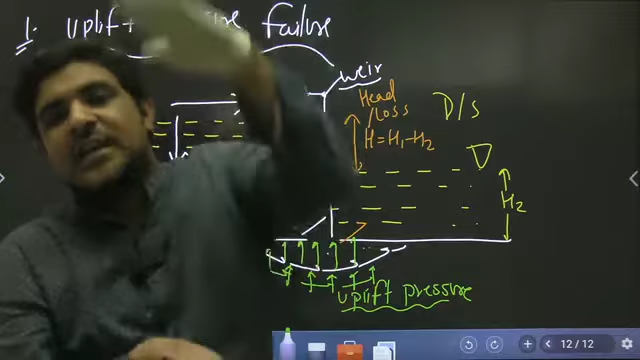 1. Uplift failure
weir
Head
Loss
H=H1-H2
D/S
H2
uplift pressure
12/12